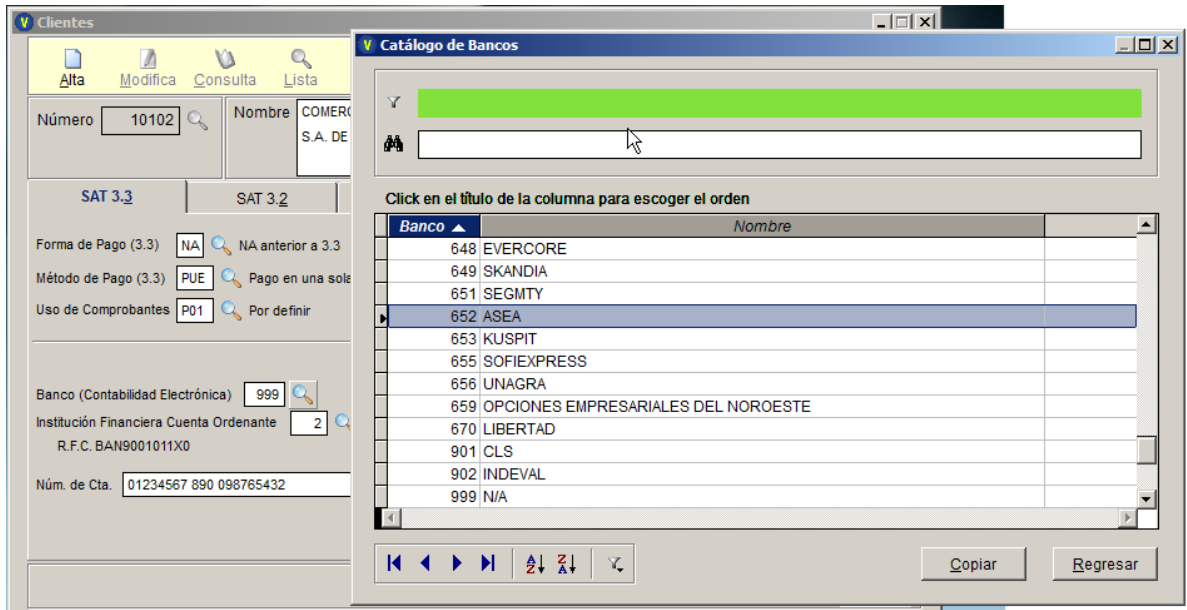 Clientes
Alta Modifica Consulta Lista
Número 10102 Nombre COMERC
S.A. DE
SAT 3.3 SAT 3.2
Forma de Pago (3.3) NA NA anterior a 3.3
Método de Pago (3.3) PUE Pago en una sola
Uso de Comprobantes P01 Por definir
Banco (Contabilidad Electrónica) 999
Institución Financiera Cuenta Ordenante 2
R.F.C. BAN9001011X0
Núm. de Cta. 01234567 890 098765432
Catálogo de Bancos
Click en el título de la columna para escoger el orden
Banco Nombre
648 EVERCORE
649 SKANDIA
651 SEGMTY
652 ASEA
653 KUSPIT
655 SOFIEXPRESS
656 UNAGRA
659 OPCIONES EMPRESARIALES DEL NOROESTE
670 LIBERTAD
901 CLS
902 INDEVAL
999 N/A
Copiar Regresar